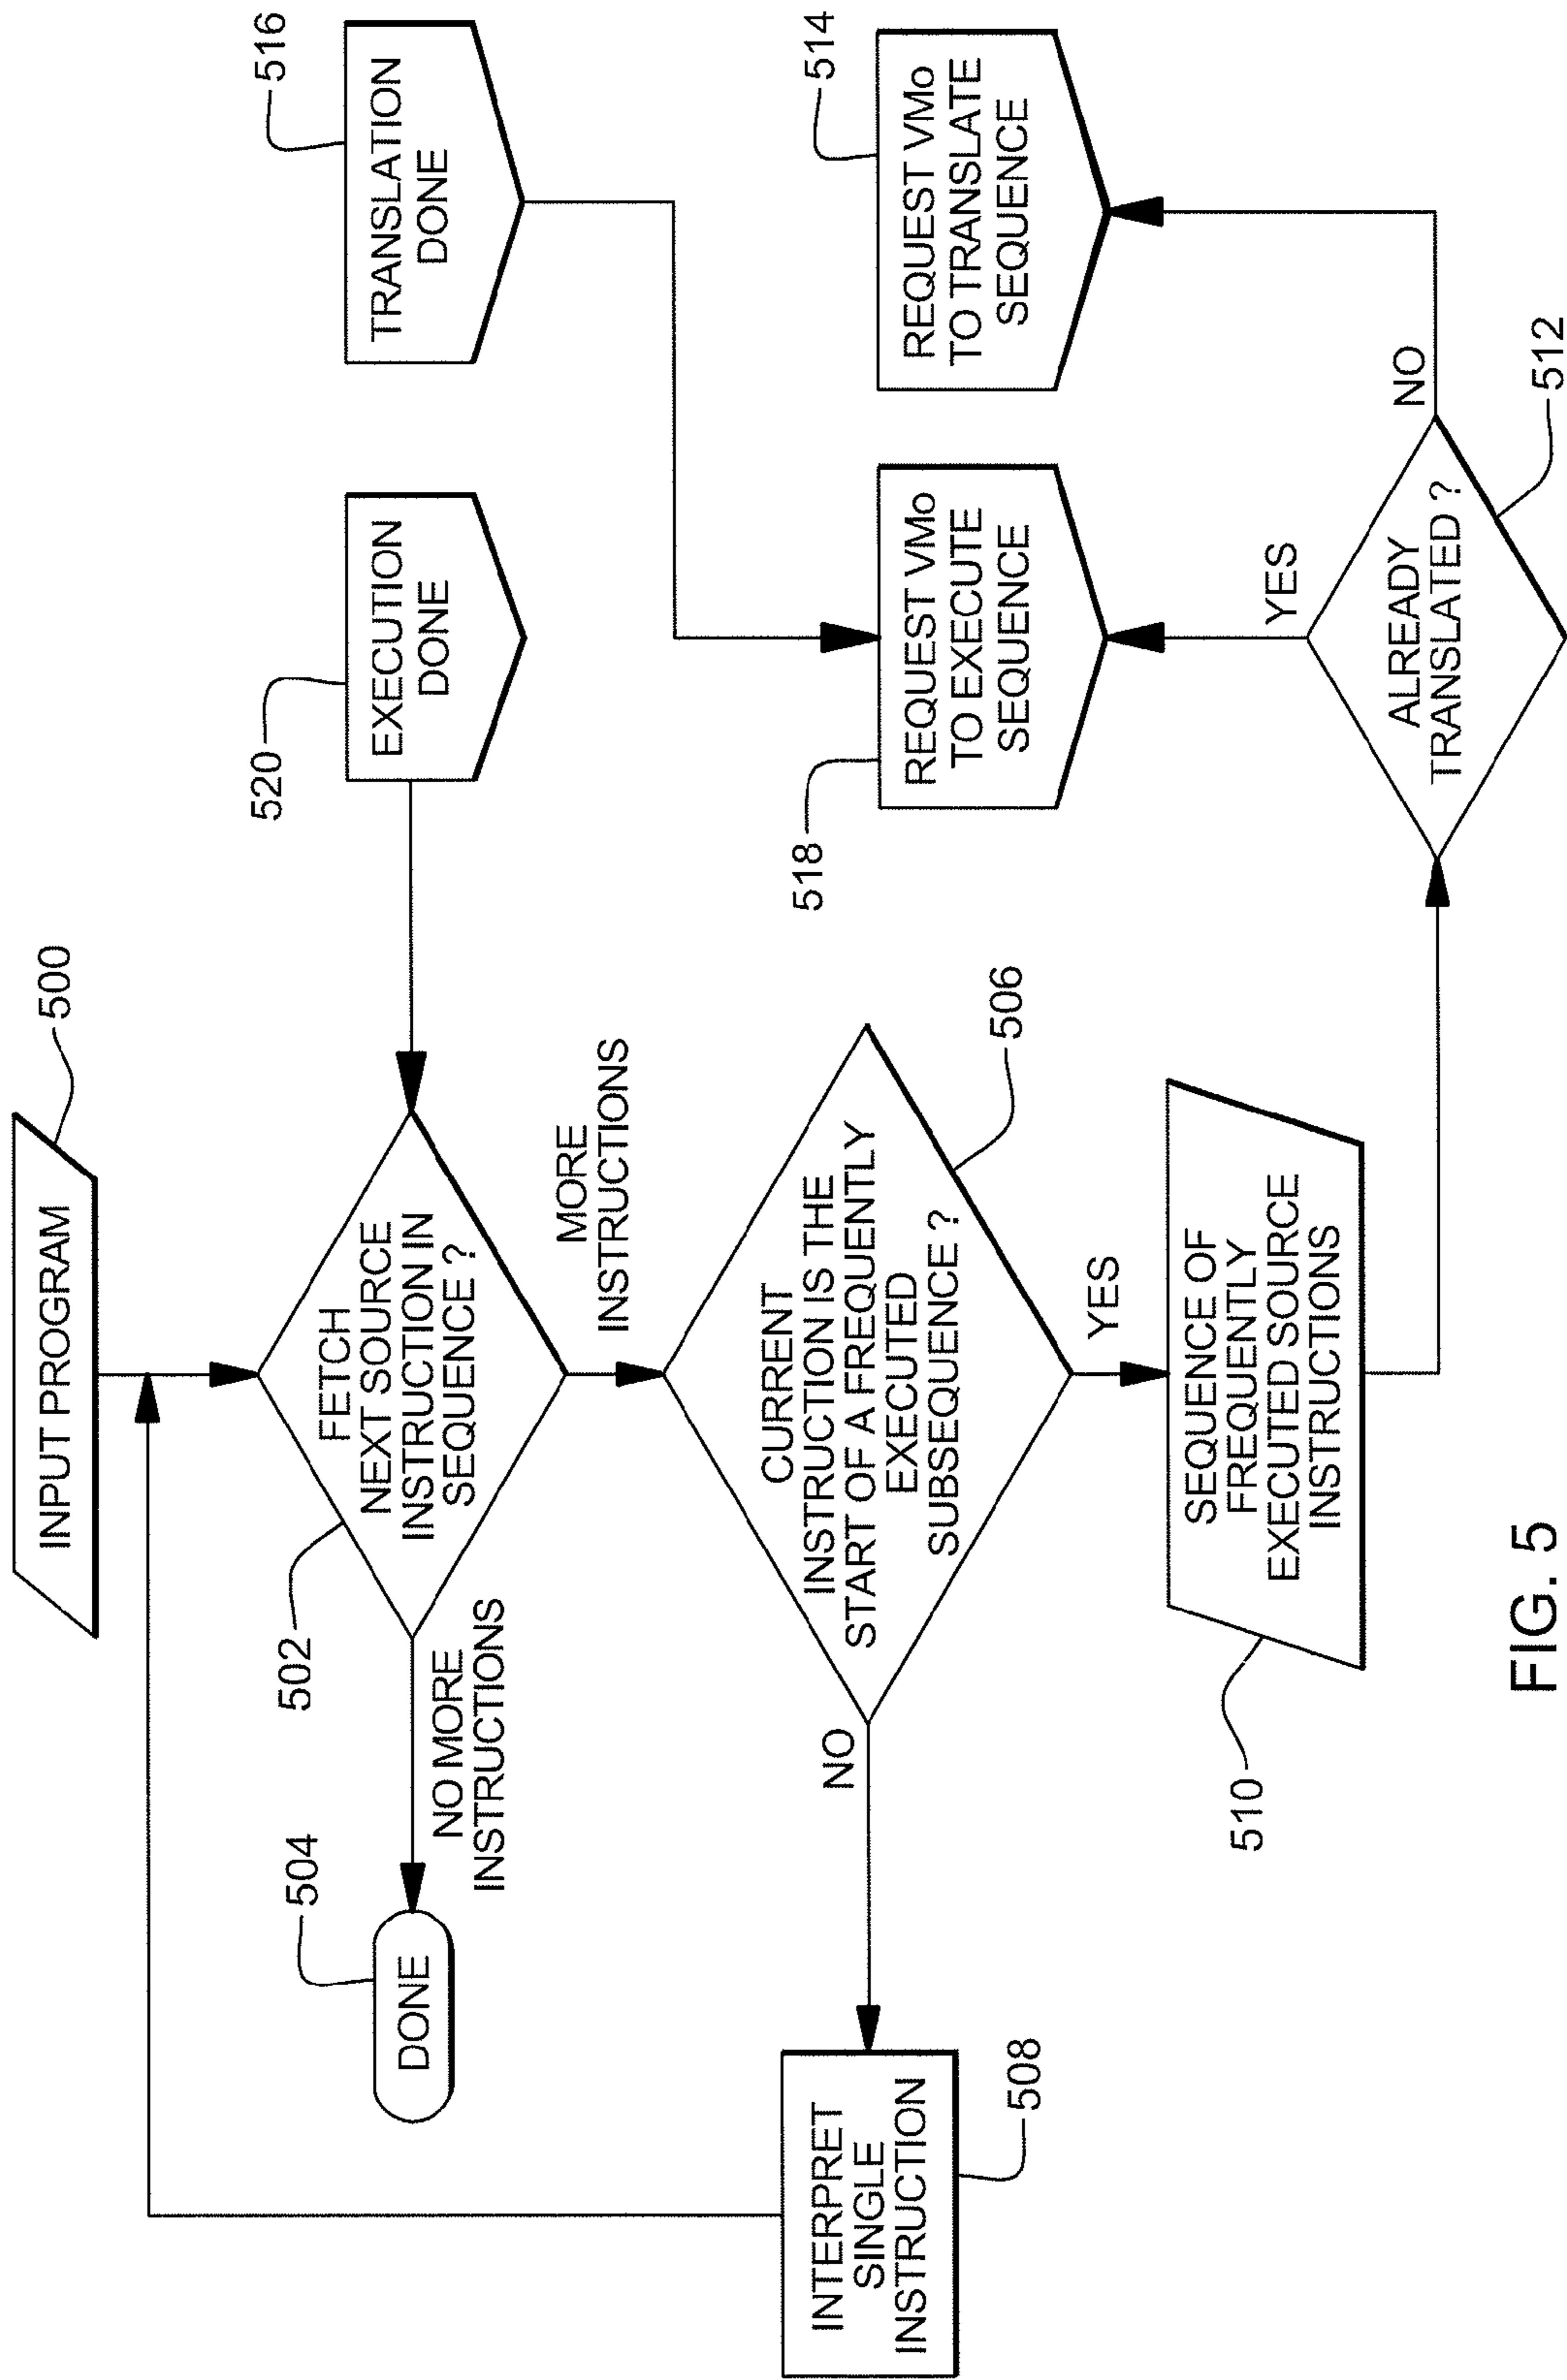 INPUT PROGRAM
500
FETCH
NEXT SOURCE
INSTRUCTION IN
SEQUENCE ?
502
NO MORE
INSTRUCTIONS
DONE
504
MORE
INSTRUCTIONS
EXECUTION
DONE
520
TRANSLATION
DONE
516
CURRENT
INSTRUCTION IS THE
START OF A FREQUENTLY
EXECUTED
SUBSEQUENCE ?
506
NO
INTERPRET
SINGLE
INSTRUCTION
508
YES
SEQUENCE OF
FREQUENTLY
EXECUTED SOURCE
INSTRUCTIONS
510
REQUEST VMo
TO EXECUTE
SEQUENCE
518
REQUEST VMo
TO TRANSLATE
SEQUENCE
514
YES
ALREADY
TRANSLATED ?
NO
512
FIG. 5